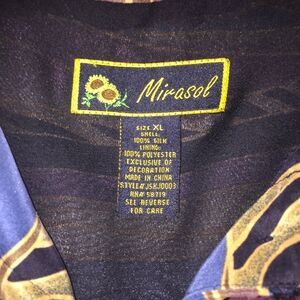 Mirasol
SIZE XL
SHELL:
100% SILK
LINING:
100% POLYESTER
EXCLUSIVE OF
DECORATION
MADE IN CHINA
STYLE# JSKJ0003
RN# 58719
SEE REVERSE
FOR CARE